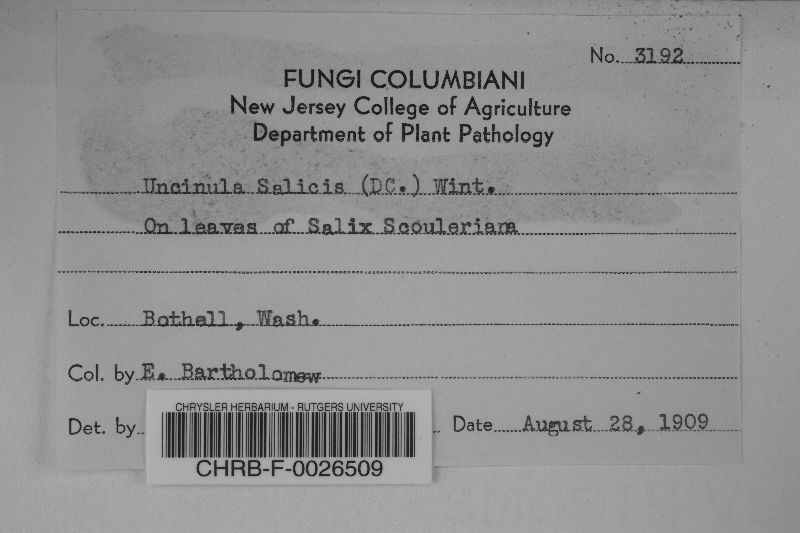 No. 3192
FUNGI COLUMBIANI
New Jersey College of Agriculture
Department of Plant Pathology
Uncinula Salicis (DC.) Wint.
On leaves of Salix Scouleriana
Loc. Bothell, Wash.
Col. by E. Bartholomew
Det. by
Date August 28, 1909
CHRYSLER HERBARIUM - RUTGERS UNIVERSITY
CHRB-F-0026509